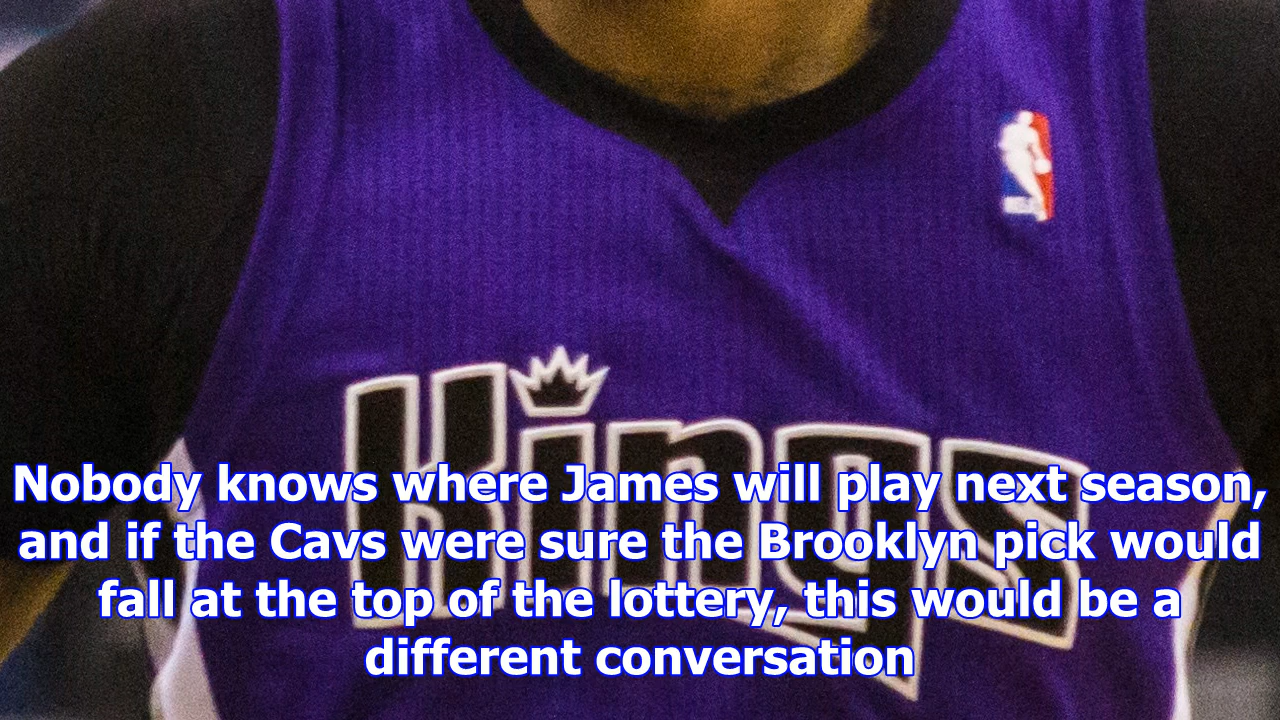 Kings
Nobody knows where James will play next season,
and if the Cavs were sure the Brooklyn pick would
fall at the top of the lottery, this would be a
different conversation